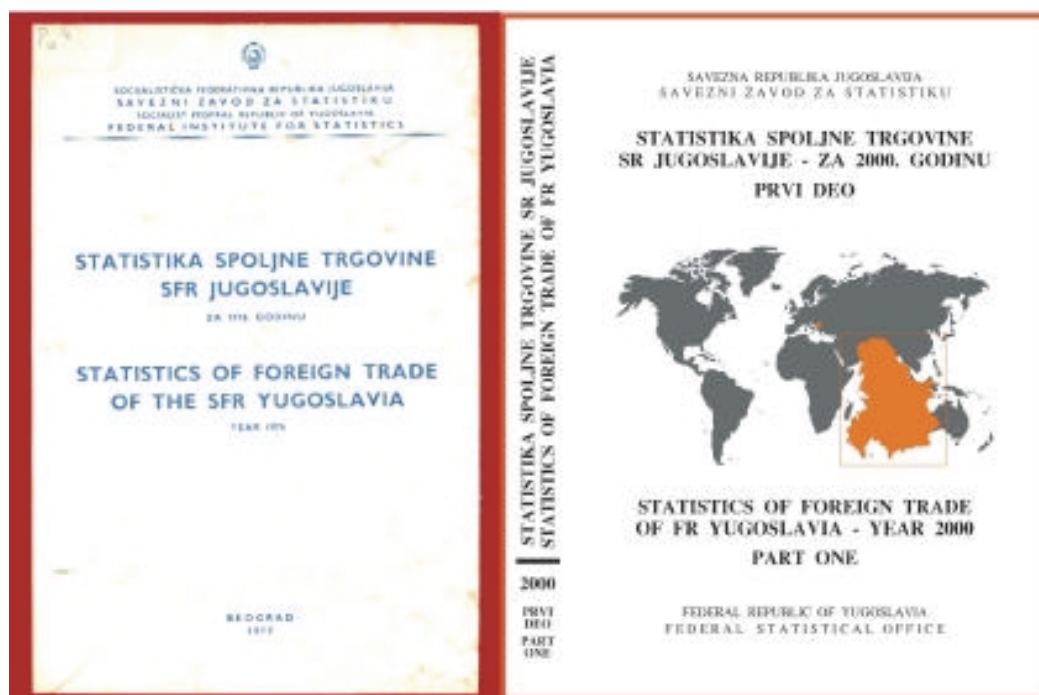 SOCIJALISTIČKA FEDERATIVNA REPUBLIKA JUGOSLAVIJA
SAVEZNI ZAVOD ZA STATISTIKU
SOCIALIST FEDERAL REPUBLIC OF YUGOSLAVIA
FEDERAL INSTITUTE FOR STATISTICS
STATISTIKA SPOLJNE TRGOVINE
SFR JUGOSLAVIJE
ZA GODINU
STATISTICS OF FOREIGN TRADE
OF THE SFR YUGOSLAVIA
YEAR
BEOGRAD
STATISTIKA SPOLJNE TRGOVINE SR JUGOSLAVIJE
STATISTICS OF FOREIGN TRADE OF FR YUGOSLAVIA
2000
PRVI
DEO
PART
ONE
SAVEZNA REPUBLIKA JUGOSLAVIJA
SAVEZNI ZAVOD ZA STATISTIKU
STATISTIKA SPOLJNE TRGOVINE
SR JUGOSLAVIJE - ZA 2000. GODINU
PRVI DEO
STATISTICS OF FOREIGN TRADE
OF FR YUGOSLAVIA - YEAR 2000
PART ONE
FEDERAL REPUBLIC OF YUGOSLAVIA
FEDERAL STATISTICAL OFFICE